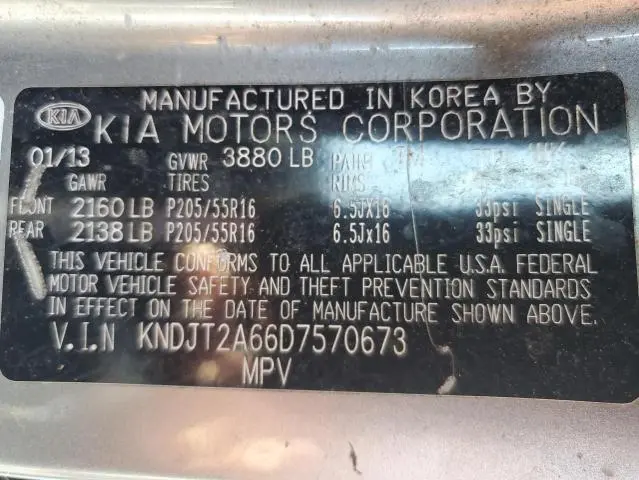 MANUFACTURED IN KOREA BY
KIA KIA MOTORS CORPORATION
01/13 GVWR 3880 LB PAINT
GAWR TIRES RIMS
FRONT 2160 LB P205/55R16 6.5JX16 33psi SINGLE
REAR 2138 LB P205/55R16 6.5Jx16 33psi SINGLE
THIS VEHICLE CONFORMS TO ALL APPLICABLE U.S.A. FEDERAL
MOTOR VEHICLE SAFETY AND THEFT PREVENTION STANDARDS
IN EFFECT ON THE DATE OF MANUFACTURE SHOWN ABOVE.
V.I.N KNDJT2A66D7570673
MPV